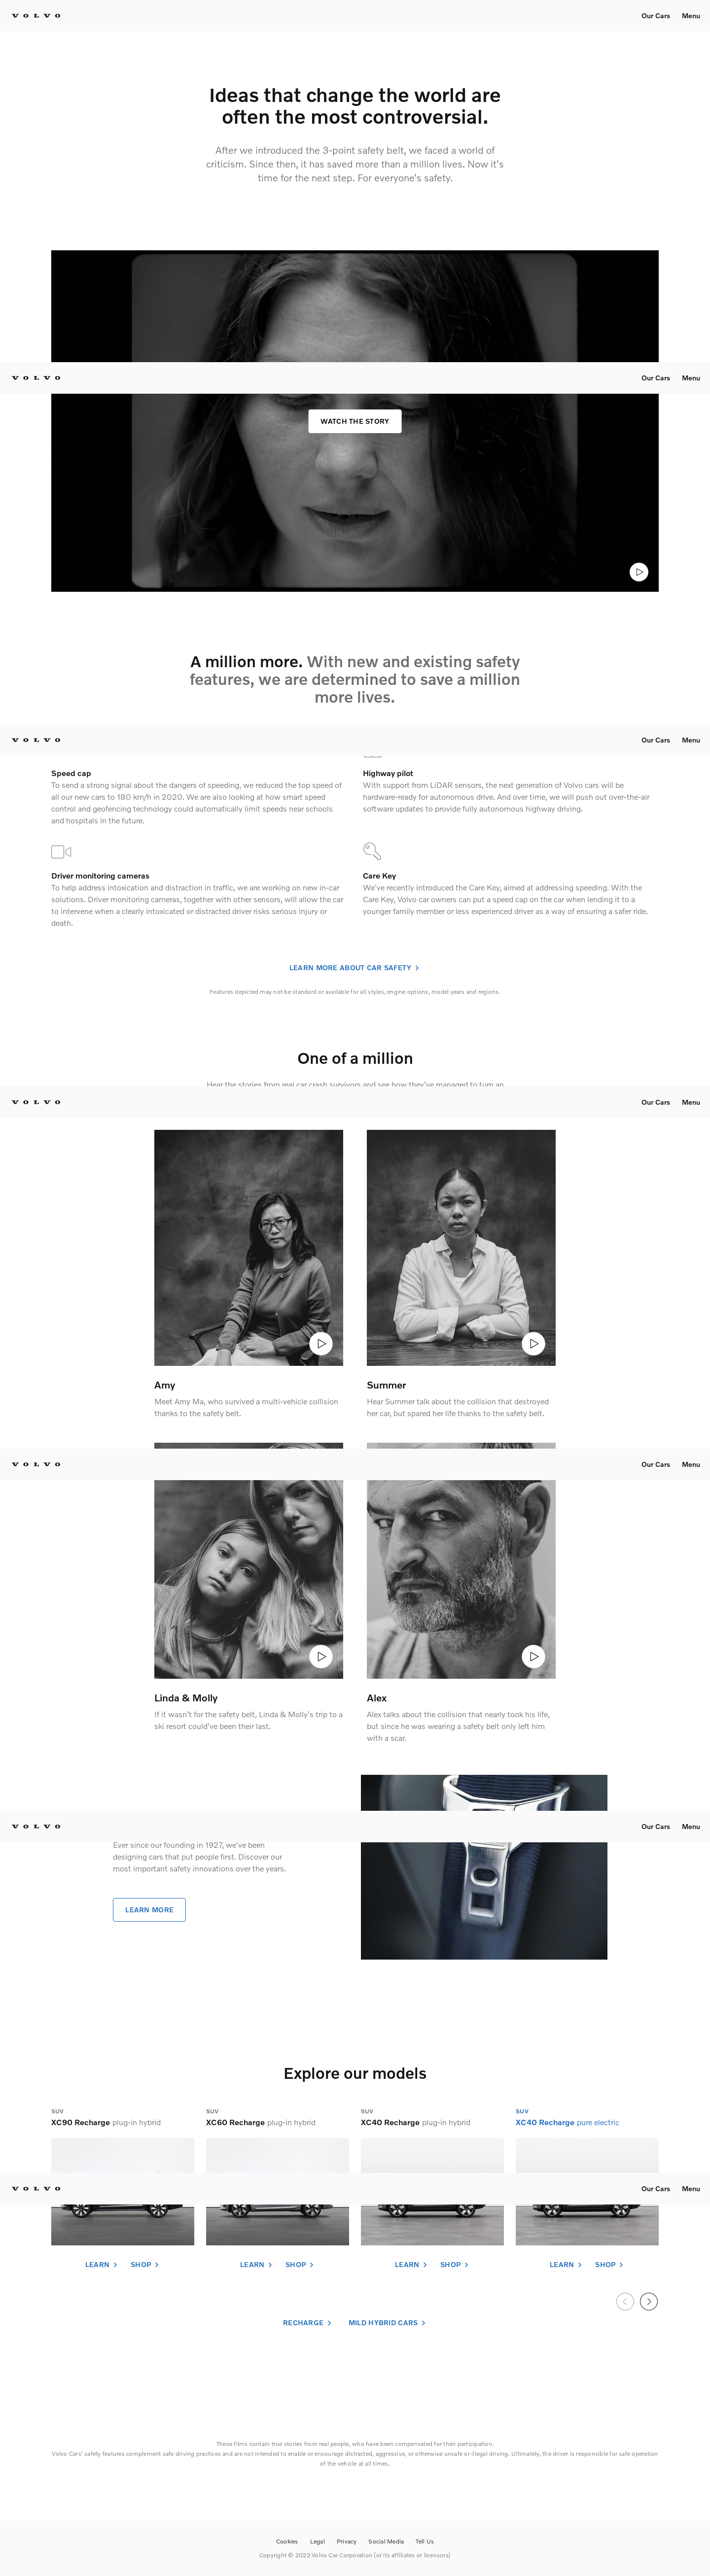 VOLVO
Our Cars Menu
Ideas that change the world are
often the most controversial.
After we introduced the 3-point safety belt, we faced a world of
criticism. Since then, it has saved more than a million lives. Now it's
time for the next step. For everyone's safety.
VOLVO
Our Cars Menu
WATCH THE STORY
A million more. With new and existing safety
features, we are determined to save a million
more lives.
VOLVO
Our Cars Menu
Speed cap
To send a strong signal about the dangers of speeding, we reduced the top speed of
all our new cars to 180 km/h in 2020. We are also looking at how smart speed
control and geofencing technology could automatically limit speeds near schools
and hospitals in the future.
Highway pilot
With support from LiDAR sensors, the next generation of Volvo cars will be
hardware-ready for autonomous drive. And over time, we will push out over-the-air
software updates to provide fully autonomous highway driving.
Driver monitoring cameras
To help address intoxication and distraction in traffic, we are working on new in-car
solutions. Driver monitoring cameras, together with other sensors, will allow the car
to intervene when a clearly intoxicated or distracted driver risks serious injury or
death.
Care Key
We've recently introduced the Care Key, aimed at addressing speeding. With the
Care Key, Volvo car owners can put a speed cap on the car when lending it to a
younger family member or less experienced driver as a way of ensuring a safer ride.
LEARN MORE ABOUT CAR SAFETY
Features depicted may not be standard or available for all styles, engine options, model years and regions.
One of a million
Hear the stories from real car crash survivors and see how they've managed to turn an
VOLVO
Our Cars Menu
Amy
Meet Amy Ma, who survived a multi-vehicle collision
thanks to the safety belt.
Summer
Hear Summer talk about the collision that destroyed
her car, but spared her life thanks to the safety belt.
VOLVO
Our Cars Menu
Linda & Molly
If it wasn't for the safety belt, Linda & Molly's trip to a
ski resort could've been their last.
Alex
Alex talks about the collision that nearly took his life,
but since he was wearing a safety belt only left him
with a scar.
VOLVO
Our Cars Menu
Ever since our founding in 1927, we've been
designing cars that put people first. Discover our
most important safety innovations over the years.
LEARN MORE
Explore our models
SUV
XC90 Recharge plug-in hybrid
SUV
XC60 Recharge plug-in hybrid
SUV
XC40 Recharge plug-in hybrid
SUV
XC40 Recharge pure electric
VOLVO
Our Cars Menu
LEARN SHOP
LEARN SHOP
LEARN SHOP
LEARN SHOP
RECHARGE MILD HYBRID CARS
These films contain true stories from real people, who have been compensated for their participation.
Volvo Cars' safety features complement safe driving practices and are not intended to enable or encourage distracted, aggressive, or otherwise unsafe or illegal driving. Ultimately, the driver is responsible for safe operation
of the vehicle at all times.
Cookies Legal Privacy Social Media Tell Us
Copyright © 2022 Volvo Car Corporation (or its affiliates or licensors)